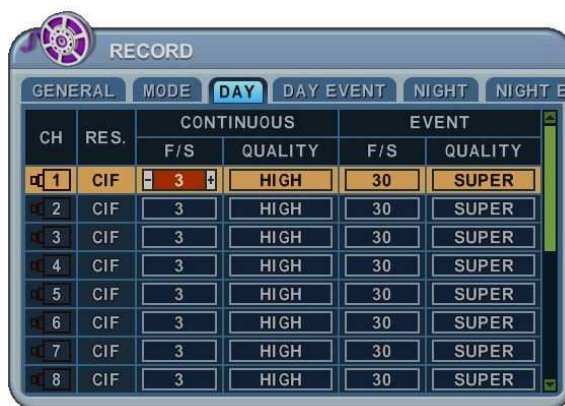 RECORD
GENERAL MODE DAY DAY EVENT NIGHT NIGHT E
CH RES. CONTINUOUS EVENT
F/S QUALITY F/S QUALITY
1 CIF - 3 + HIGH 30 SUPER
2 CIF 3 HIGH 30 SUPER
3 CIF 3 HIGH 30 SUPER
4 CIF 3 HIGH 30 SUPER
5 CIF 3 HIGH 30 SUPER
6 CIF 3 HIGH 30 SUPER
7 CIF 3 HIGH 30 SUPER
8 CIF 3 HIGH 30 SUPER